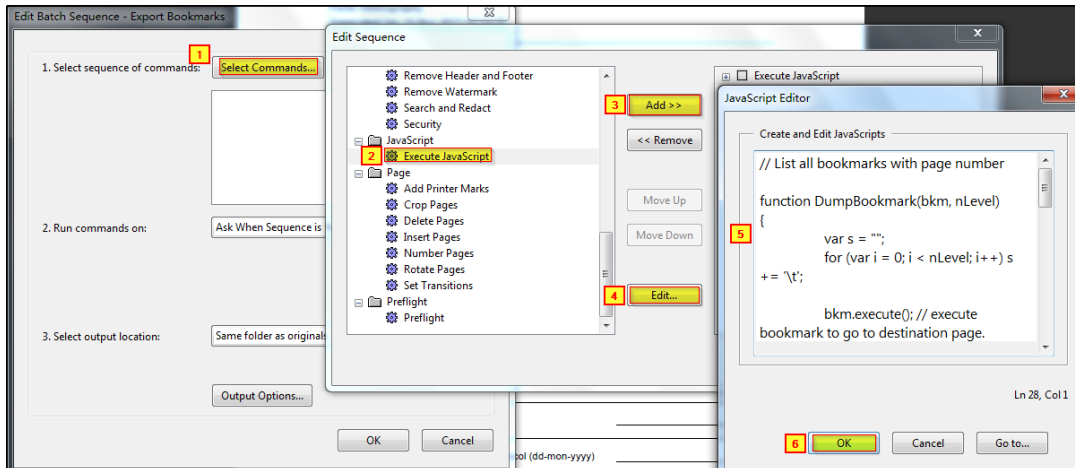 Edit Batch Sequence - Export Bookmarks
1
1. Select sequence of commands:
Select Commands...
2. Run commands on:
Ask When Sequence is
3. Select output location:
Same folder as originals
Output Options...
OK
Cancel
Edit Sequence
x
Remove Header and Footer
Remove Watermark
Search and Redact
Security
JavaScript
2
Execute JavaScript
Page
Add Printer Marks
Crop Pages
Delete Pages
Insert Pages
Number Pages
Rotate Pages
Set Transitions
Preflight
Preflight
3
Add >>
<< Remove
Move Up
Move Down
4
Edit...
Execute JavaScript
JavaScript Editor
Create and Edit JavaScripts
// List all bookmarks with page number
function DumpBookmark(bkm, nLevel)
{
5
var s = "";
for (var i = 0; i < nLevel; i++) s
+= '\t';
bkm.execute(); // execute
bookmark to go to destination page.
Ln 28, Col 1
6
OK
Cancel
Go to...
ol (dd-mon-yyyy)